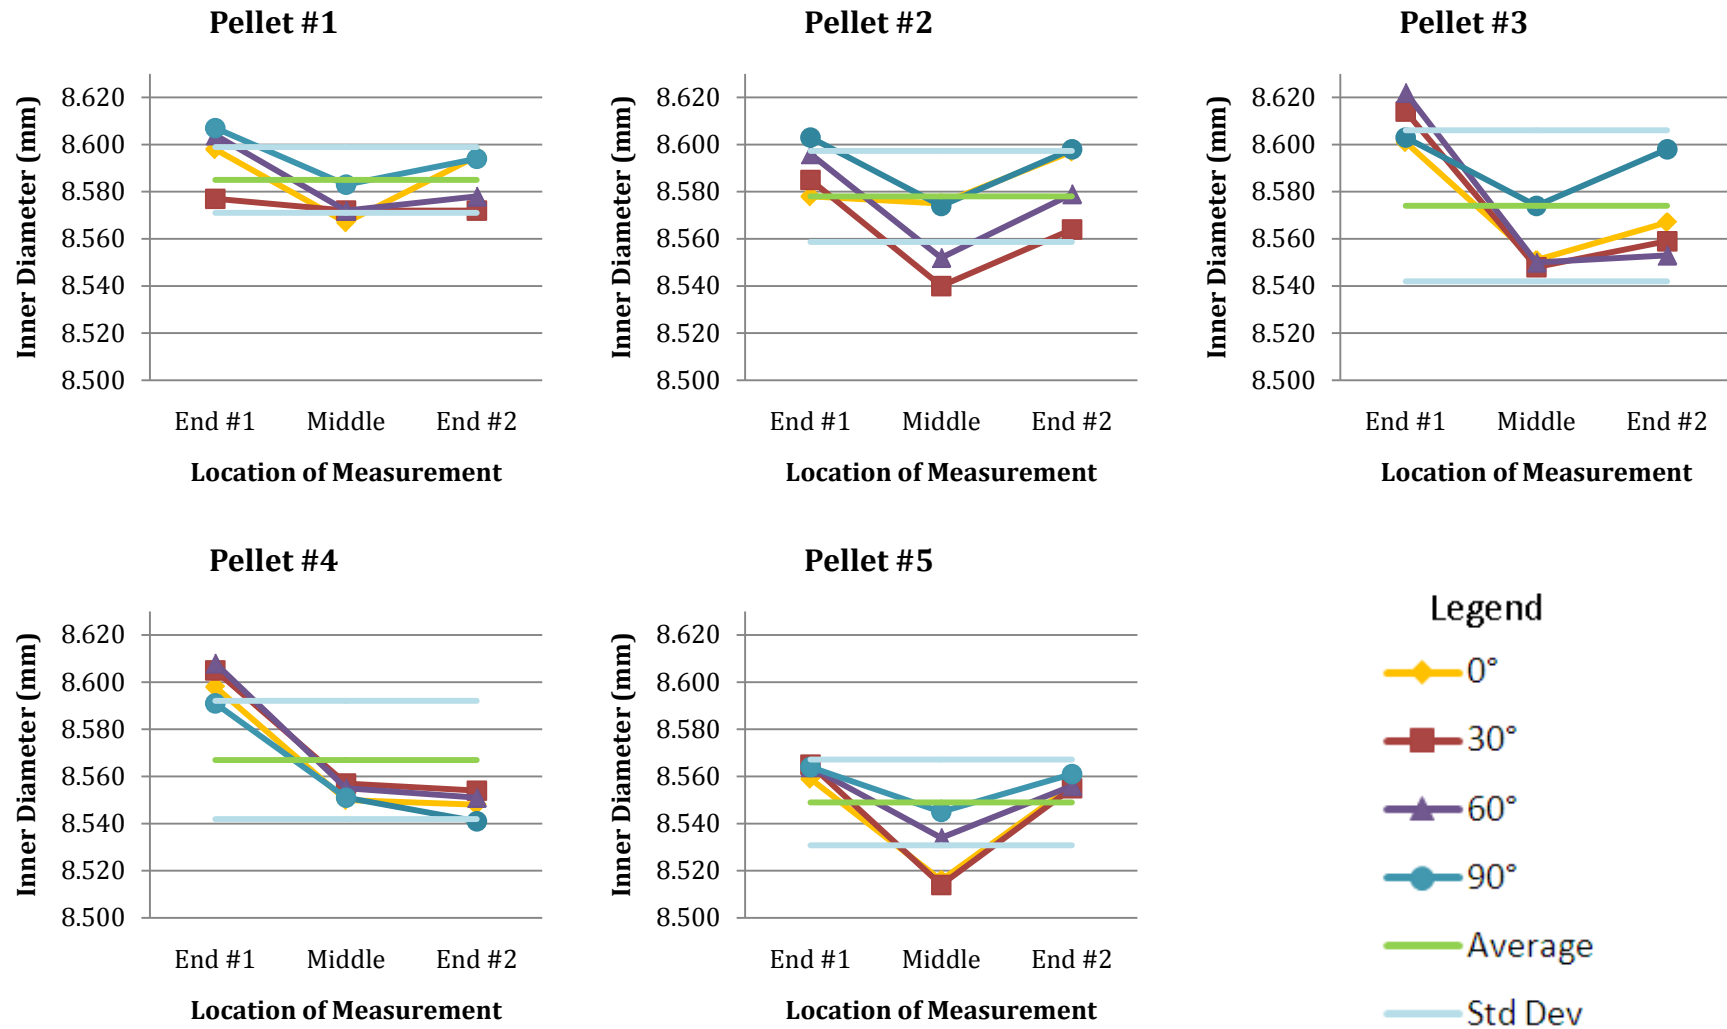 Pellet #1
Inner Diameter (mm)
8.620
8.600
8.580
8.560
8.540
8.520
8.500
End #1 Middle End #2
Location of Measurement
Pellet #2
Inner Diameter (mm)
8.620
8.600
8.580
8.560
8.540
8.520
8.500
End #1 Middle End #2
Location of Measurement
Pellet #3
Inner Diameter (mm)
8.620
8.600
8.580
8.560
8.540
8.520
8.500
End #1 Middle End #2
Location of Measurement
Pellet #4
Inner Diameter (mm)
8.620
8.600
8.580
8.560
8.540
8.520
8.500
End #1 Middle End #2
Location of Measurement
Pellet #5
Inner Diameter (mm)
8.620
8.600
8.580
8.560
8.540
8.520
8.500
End #1 Middle End #2
Location of Measurement
Legend
0°
30°
60°
90°
Average
Std Dev